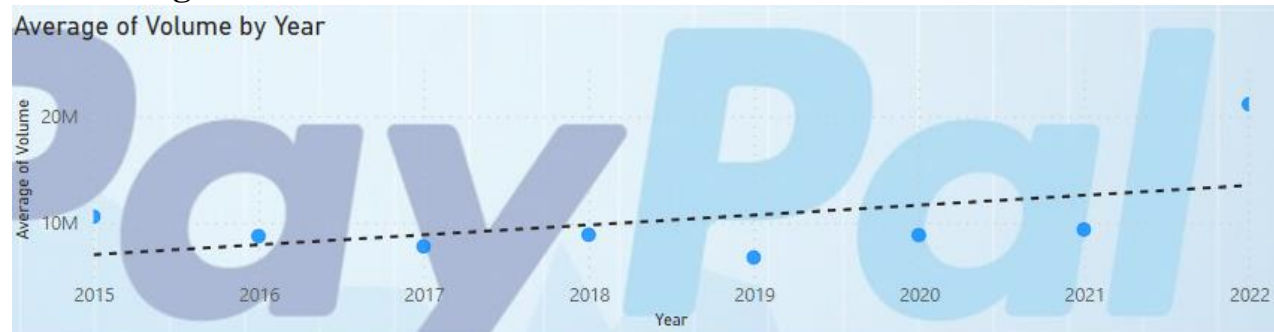 Average of Volume by Year
PayPal
Average of Volume
20M
10M
2015 2016 2017 2018 2019 2020 2021 2022
Year